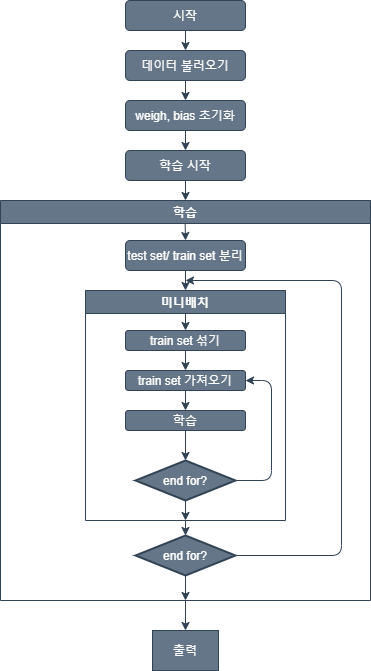 시작
데이터 불러오기
weigh, bias 초기화
학습 시작
학습
test set/ train set 분리
미니배치
train set 섞기
train set 가져오기
학습
end for?
end for?
출력